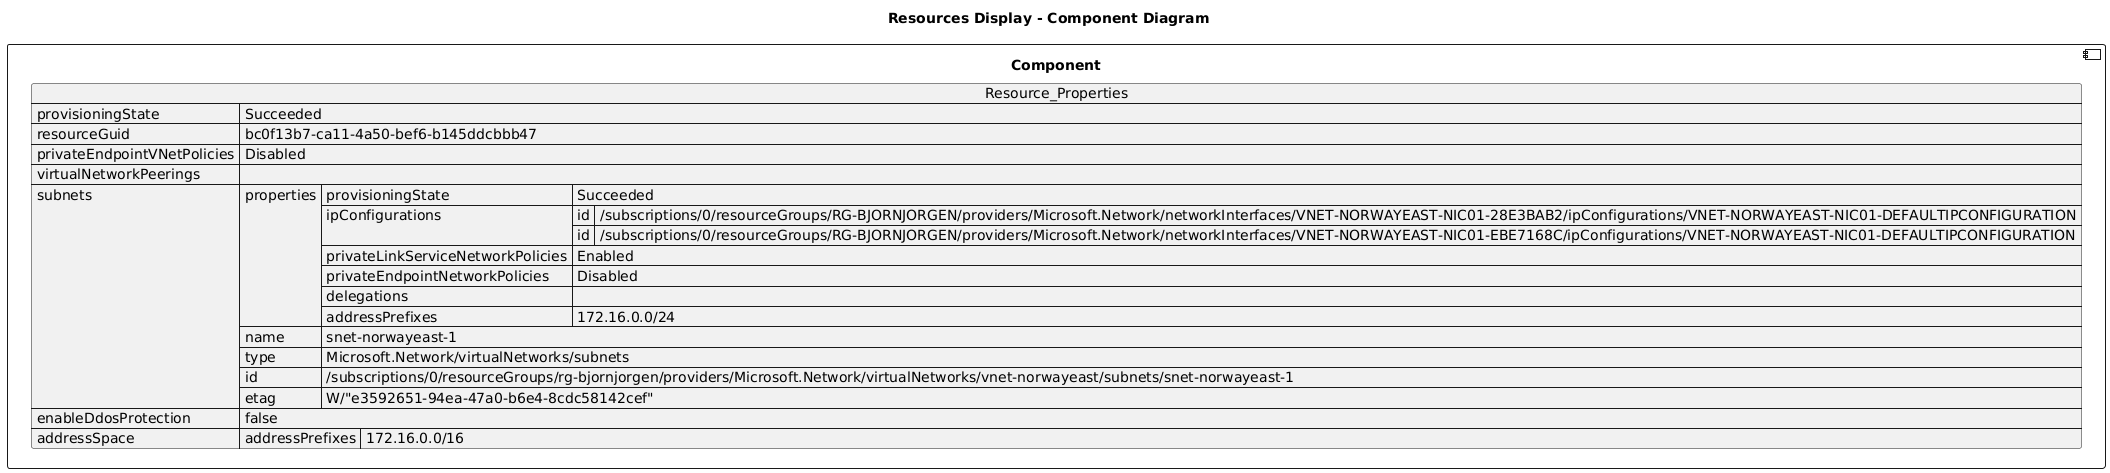 Resources Display - Component Diagram
Component
Resource_Properties
provisioningState Succeeded
resourceGuid bc0f13b7-ca11-4a50-bef6-b145ddcbbb47
privateEndpointVNetPolicies Disabled
virtualNetworkPeerings
subnets properties provisioningState Succeeded
ipConfigurations id /subscriptions/0/resourceGroups/RG-BJORNJORGEN/providers/Microsoft.Network/networkInterfaces/VNET-NORWAYEAST-NIC01-28E3BAB2/ipConfigurations/VNET-NORWAYEAST-NIC01-DEFAULTIPCONFIGURATION
id /subscriptions/0/resourceGroups/RG-BJORNJORGEN/providers/Microsoft.Network/networkInterfaces/VNET-NORWAYEAST-NIC01-EBE7168C/ipConfigurations/VNET-NORWAYEAST-NIC01-DEFAULTIPCONFIGURATION
privateLinkServiceNetworkPolicies Enabled
privateEndpointNetworkPolicies Disabled
delegations
addressPrefixes 172.16.0.0/24
name snet-norwayeast-1
type Microsoft.Network/virtualNetworks/subnets
id /subscriptions/0/resourceGroups/rg-bjornjorgen/providers/Microsoft.Network/virtualNetworks/vnet-norwayeast/subnets/snet-norwayeast-1
etag W/"e3592651-94ea-47a0-b6e4-8cdc58142cef"
enableDdosProtection false
addressSpace addressPrefixes 172.16.0.0/16